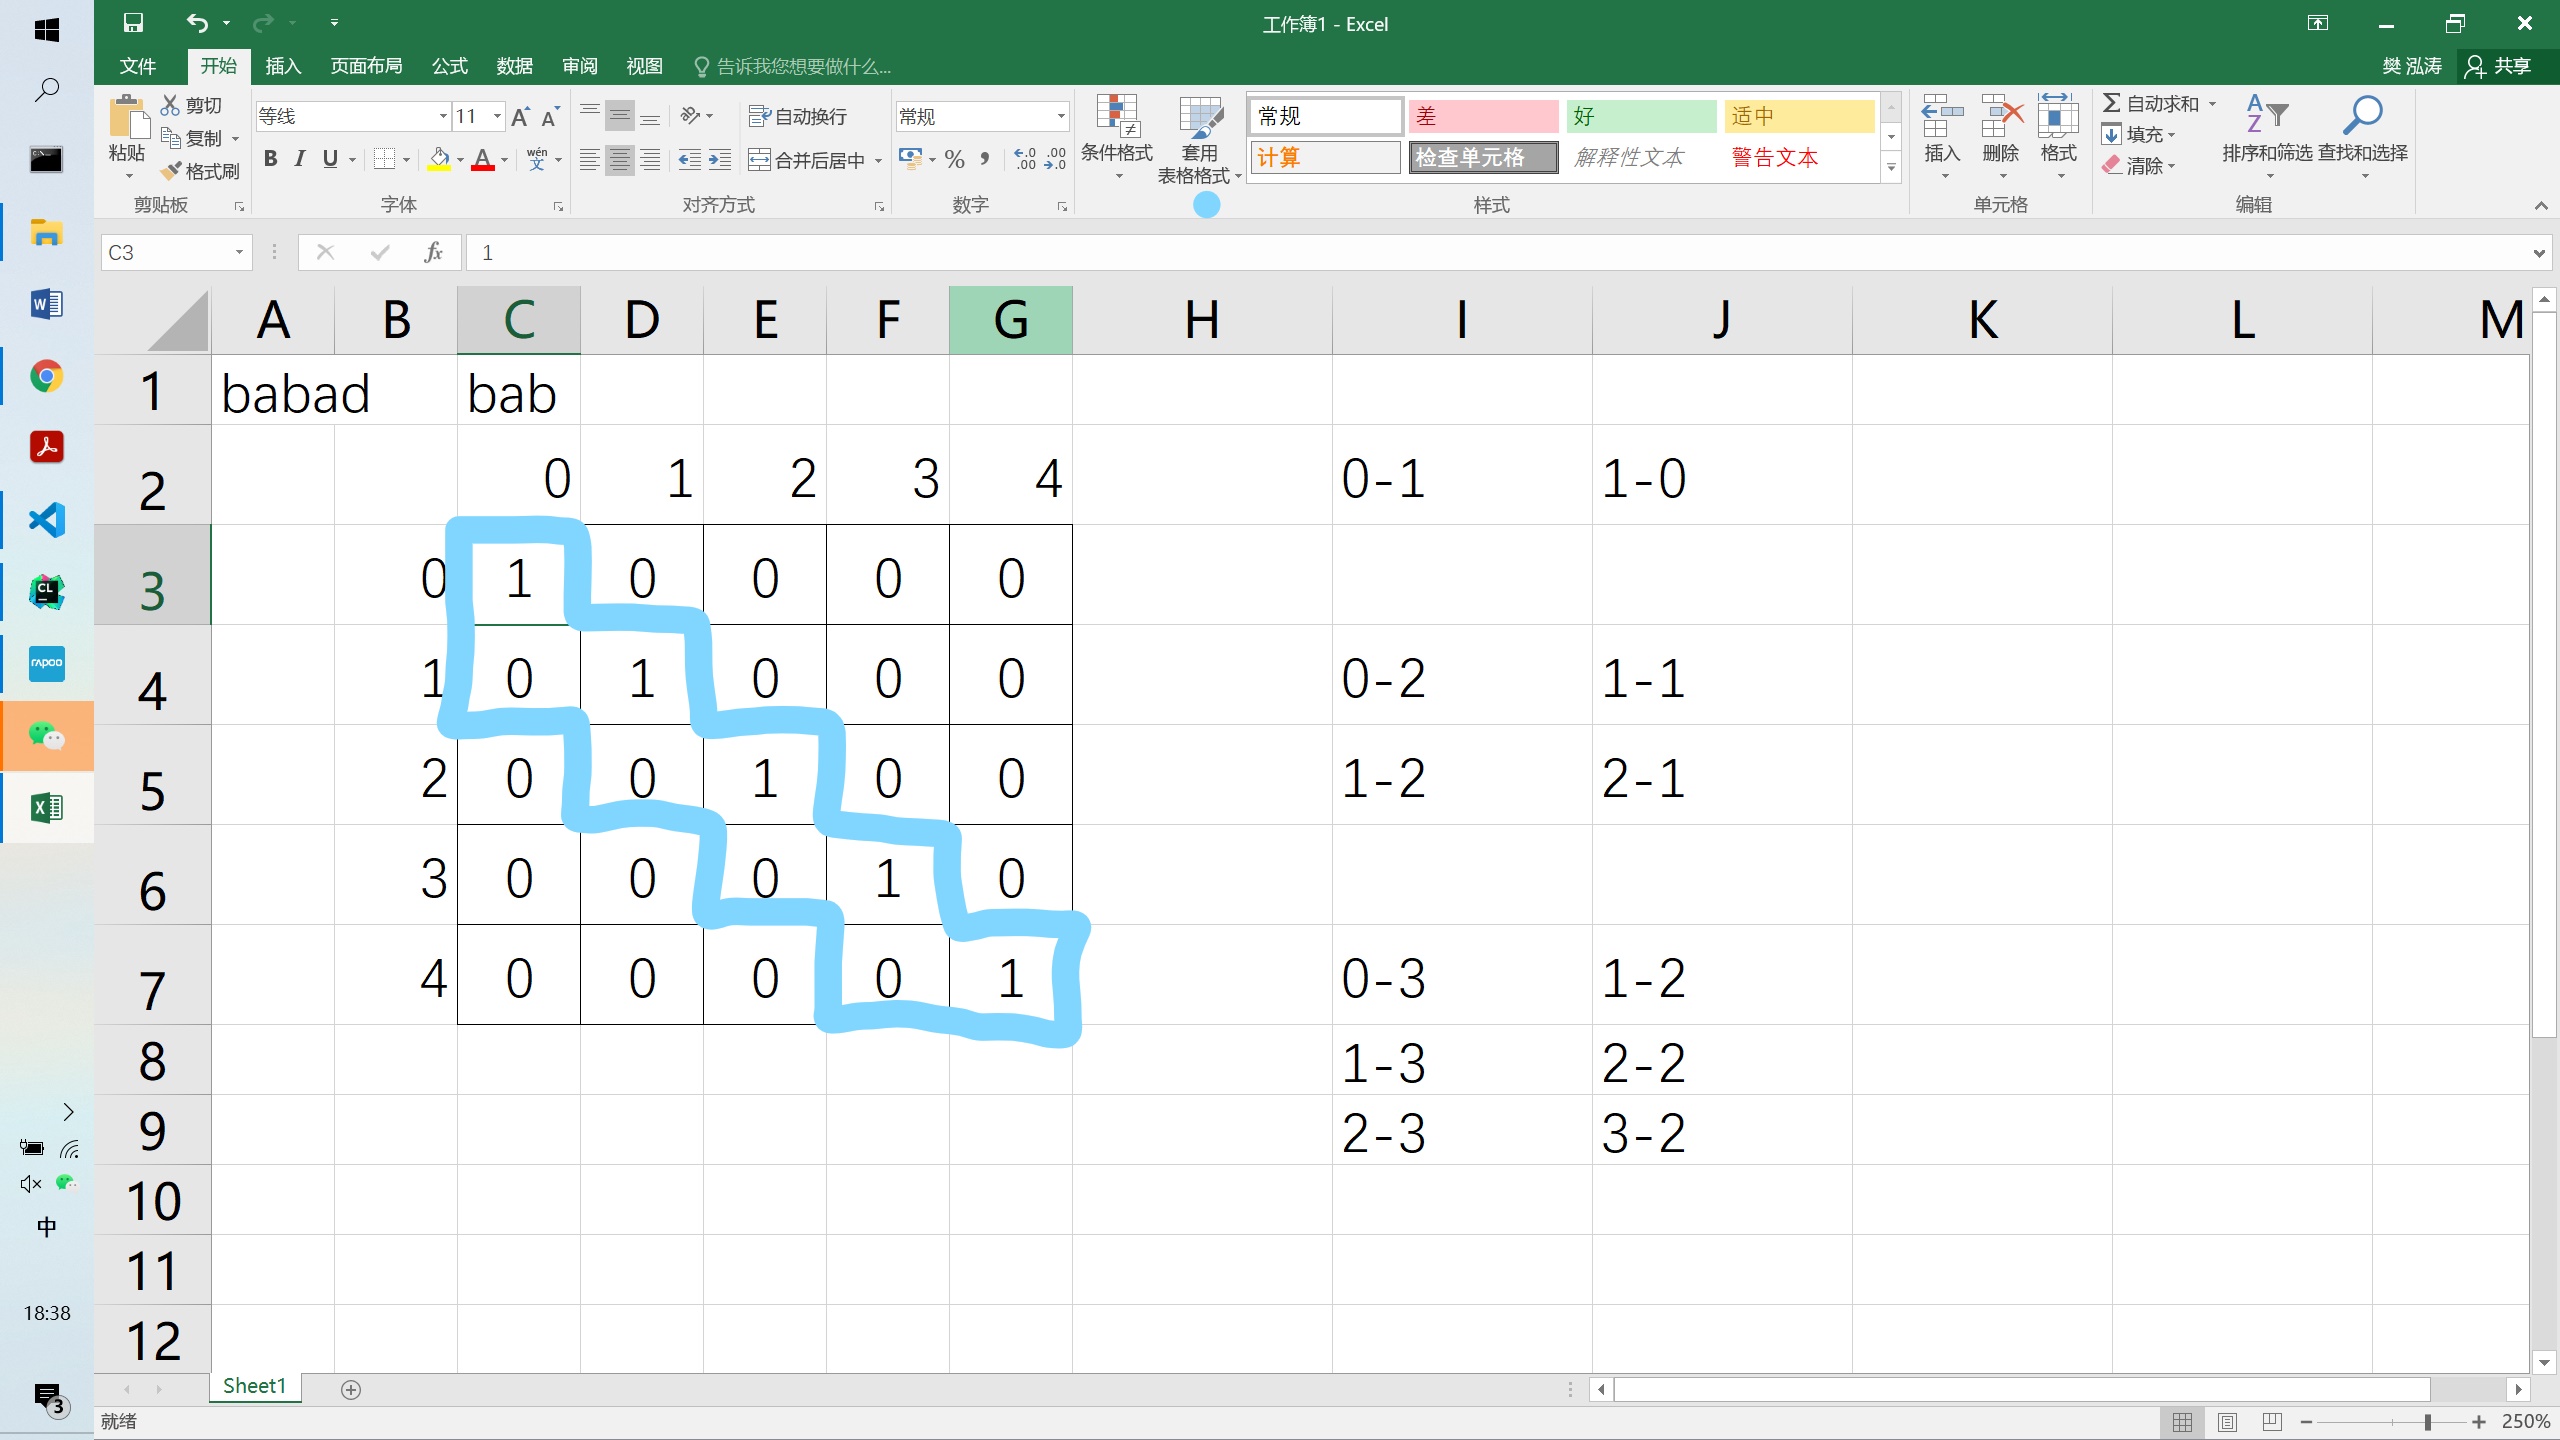 工作簿1 - Excel
文件 开始 插入 页面布局 公式 数据 审阅 视图 告诉我您想要做什么... 樊 泓涛 共享
粘贴 剪切 复制 格式刷 剪贴板
等线 11 A A
B I U A wén 文 字体
自动换行 合并后居中 对齐方式
常规 % 数字
条件格式 套用 表格格式
常规 差 好 适中
计算 检查单元格 解释性文本 警告文本
样式
插入 删除 格式 单元格
自动求和 填充 清除 排序和筛选 查找和选择 编辑
C3 fx 1
A B C D E F G H I J K L M
1 babad bab
2 0 1 2 3 4 0-1 1-0
3 0 1 0 0 0 0
4 1 0 1 0 0 0 0-2 1-1
5 2 0 0 1 0 0 1-2 2-1
6 3 0 0 0 1 0
7 4 0 0 0 0 1 0-3 1-2
8 1-3 2-2
9 2-3 3-2
10
11
12
Sheet1
就绪 250%
rapoo
中
18:38
3